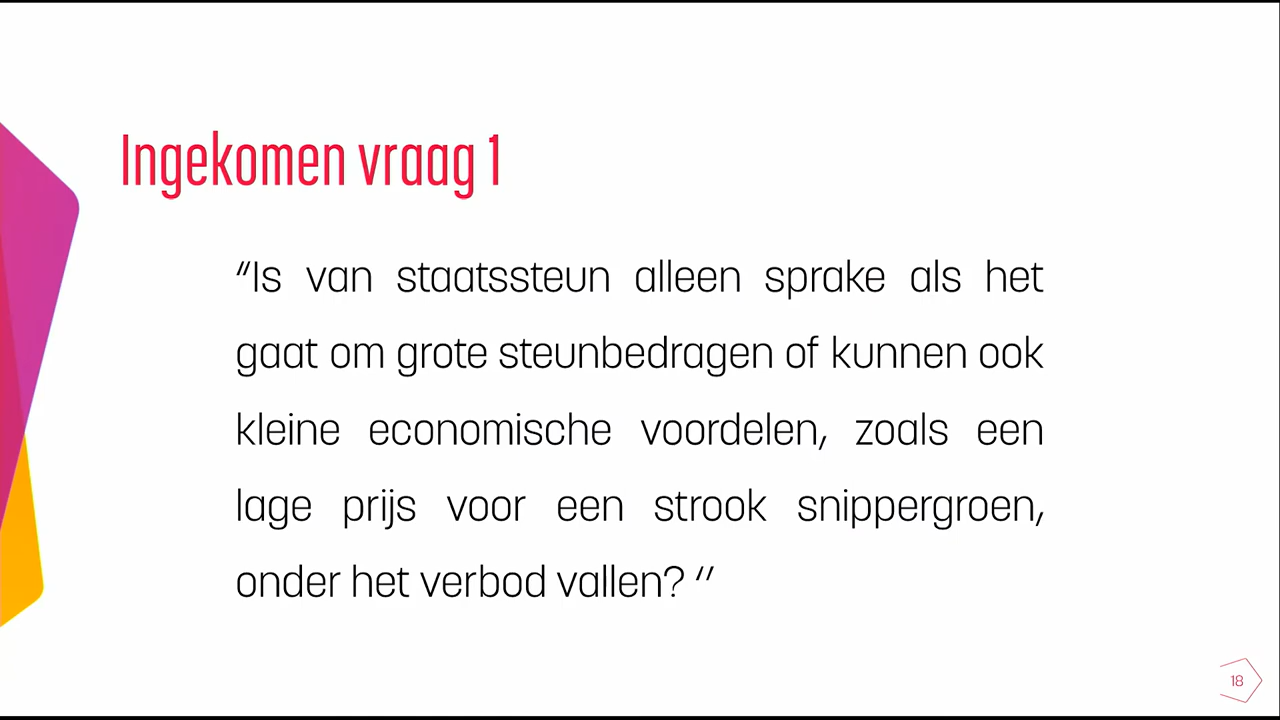 Ingekomen vraag 1
“Is van staatssteun alleen sprake als het
gaat om grote steunbedragen of kunnen ook
kleine economische voordelen, zoals een
lage prijs voor een strook snippergroen,
onder het verbod vallen? ‘’
18